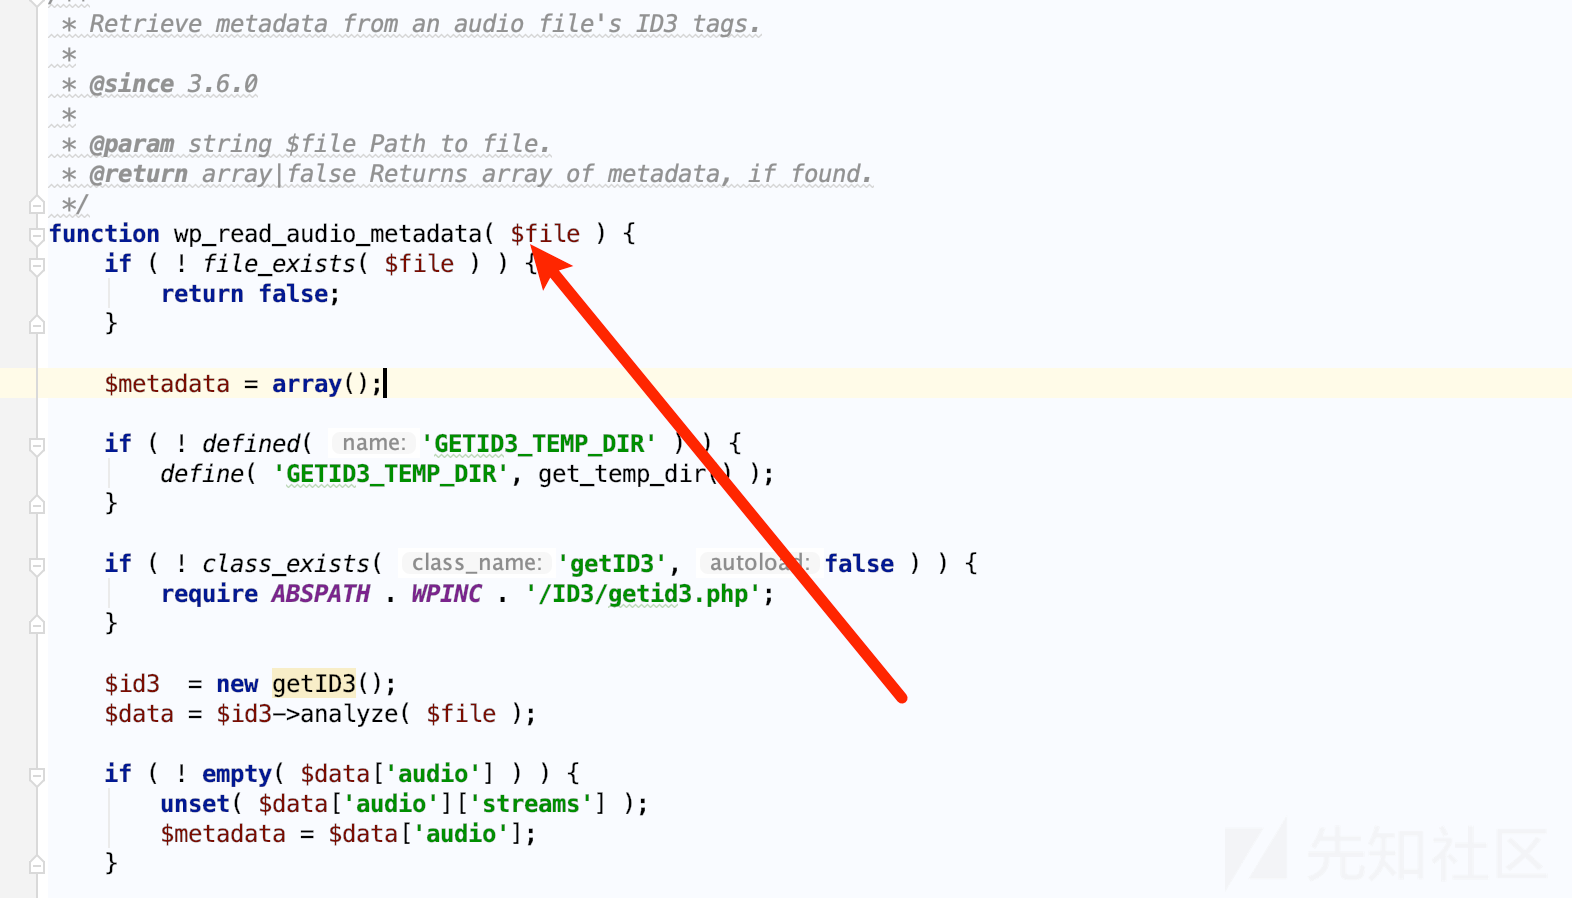 * Retrieve metadata from an audio file's ID3 tags.
*
* @since 3.6.0
*
* @param string $file Path to file.
* @return array|false Returns array of metadata, if found.
*/
function wp_read_audio_metadata( $file ) {
if ( ! file_exists( $file ) ) {
return false;
}
$metadata = array();
if ( ! defined( name: 'GETID3_TEMP_DIR' ) ) {
define( 'GETID3_TEMP_DIR', get_temp_dir() );
}
if ( ! class_exists( class_name: 'getID3', autoload: false ) ) {
require ABSPATH . WPINC . '/ID3/getid3.php';
}
$id3  = new getID3();
$data = $id3->analyze( $file );
if ( ! empty( $data['audio'] ) ) {
unset( $data['audio']['streams'] );
$metadata = $data['audio'];
}
先知社区